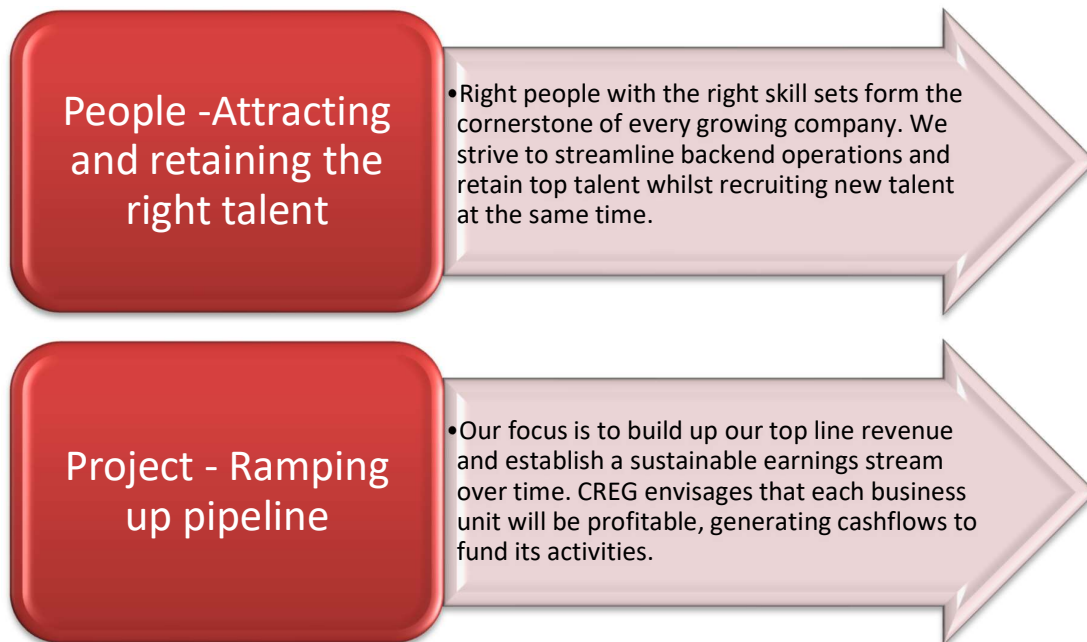 People -Attracting
and retaining the
right talent
•Right people with the right skill sets form the
cornerstone of every growing company. We
strive to streamline backend operations and
retain top talent whilst recruiting new talent
at the same time.
Project - Ramping
up pipeline
•Our focus is to build up our top line revenue
and establish a sustainable earnings stream
over time. CREG envisages that each business
unit will be profitable, generating cashflows to
fund its activities.